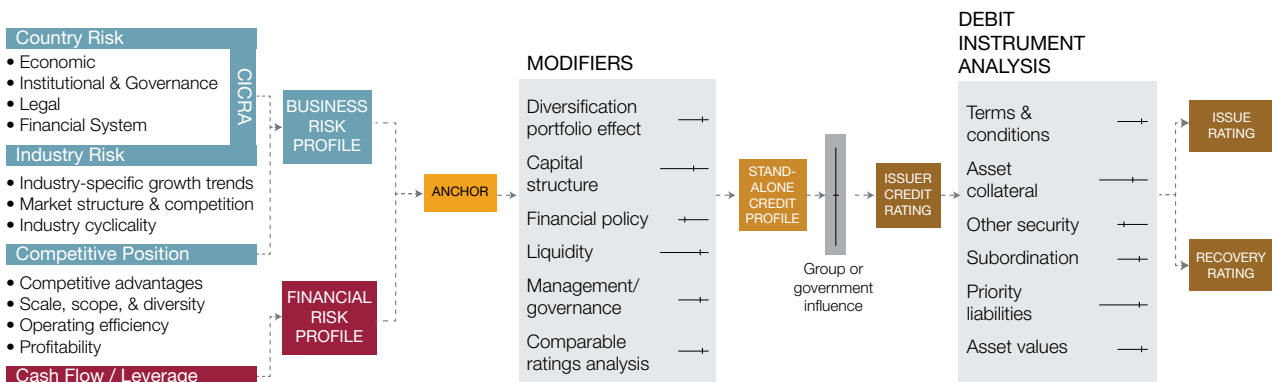 Country Risk
• Economic
• Institutional & Governance
• Legal
• Financial System
CICRA
Industry Risk
• Industry-specific growth trends
• Market structure & competition
• Industry cyclicality
Competitive Position
• Competitive advantages
• Scale, scope, & diversity
• Operating efficiency
• Profitability
Cash Flow / Leverage
BUSINESS
RISK
PROFILE
FINANCIAL
RISK
PROFILE
ANCHOR
MODIFIERS
Diversification
portfolio effect
Capital
structure
Financial policy
Liquidity
Management/
governance
Comparable
ratings analysis
STAND-
ALONE
CREDIT
PROFILE
Group or
government
influence
ISSUER
CREDIT
RATING
DEBIT
INSTRUMENT
ANALYSIS
Terms &
conditions
Asset
collateral
Other security
Subordination
Priority
liabilities
Asset values
ISSUE
RATING
RECOVERY
RATING